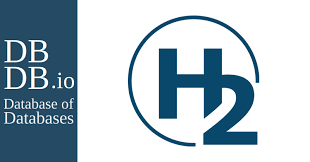 DB
DB.io
Database of
Databases
H2